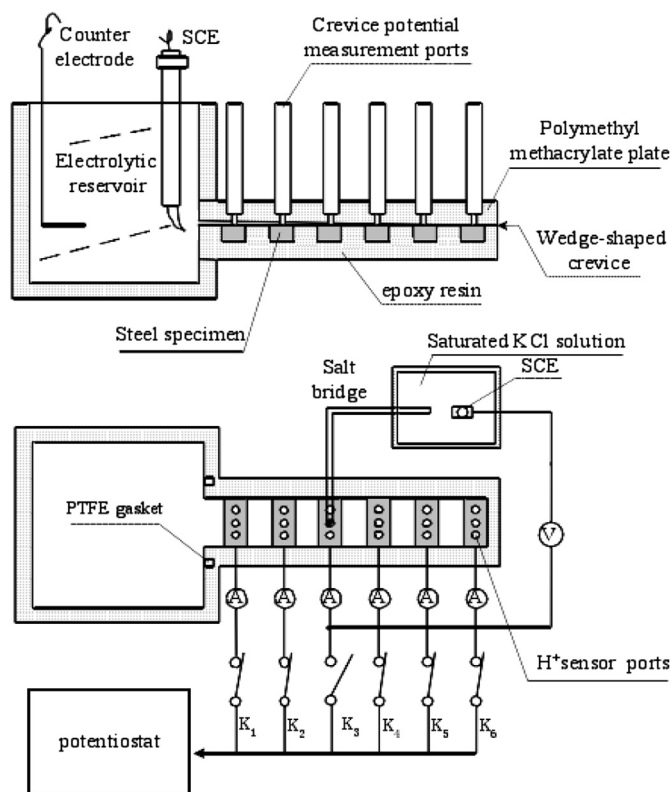 Counter
electrode
SCE
Crevice potential
measurement ports
Electrolytic
reservoir
Polymethyl
methacrylate plate
Wedge-shaped
crevice
epoxy resin
Steel specimen
Saturated KCl solution
SCE
Salt
bridge
PTFE gasket
V
A A A A A A
H+sensor ports
K1 K2 K3 K4 K5 K6
potentiostat